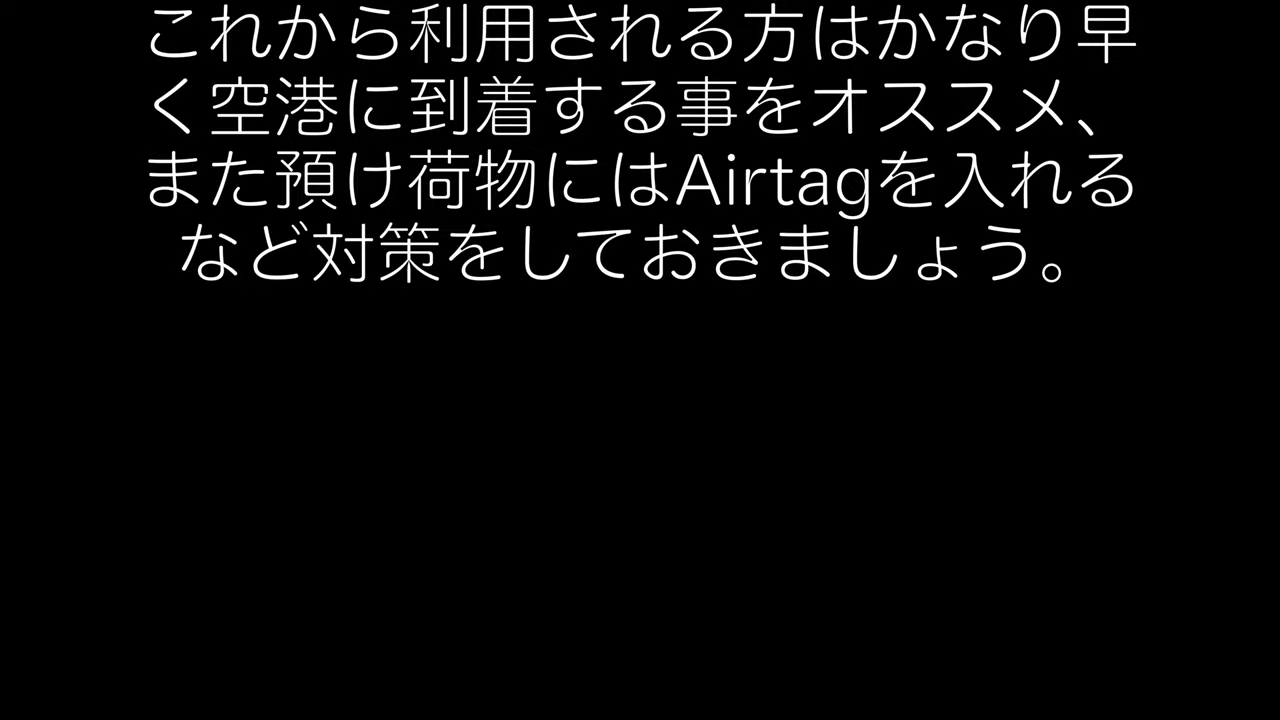 これから利用される方はかなり早
く空港に到着する事をオススメ、
また預け荷物にはAirtagを入れる
など対策をしておきましょう。